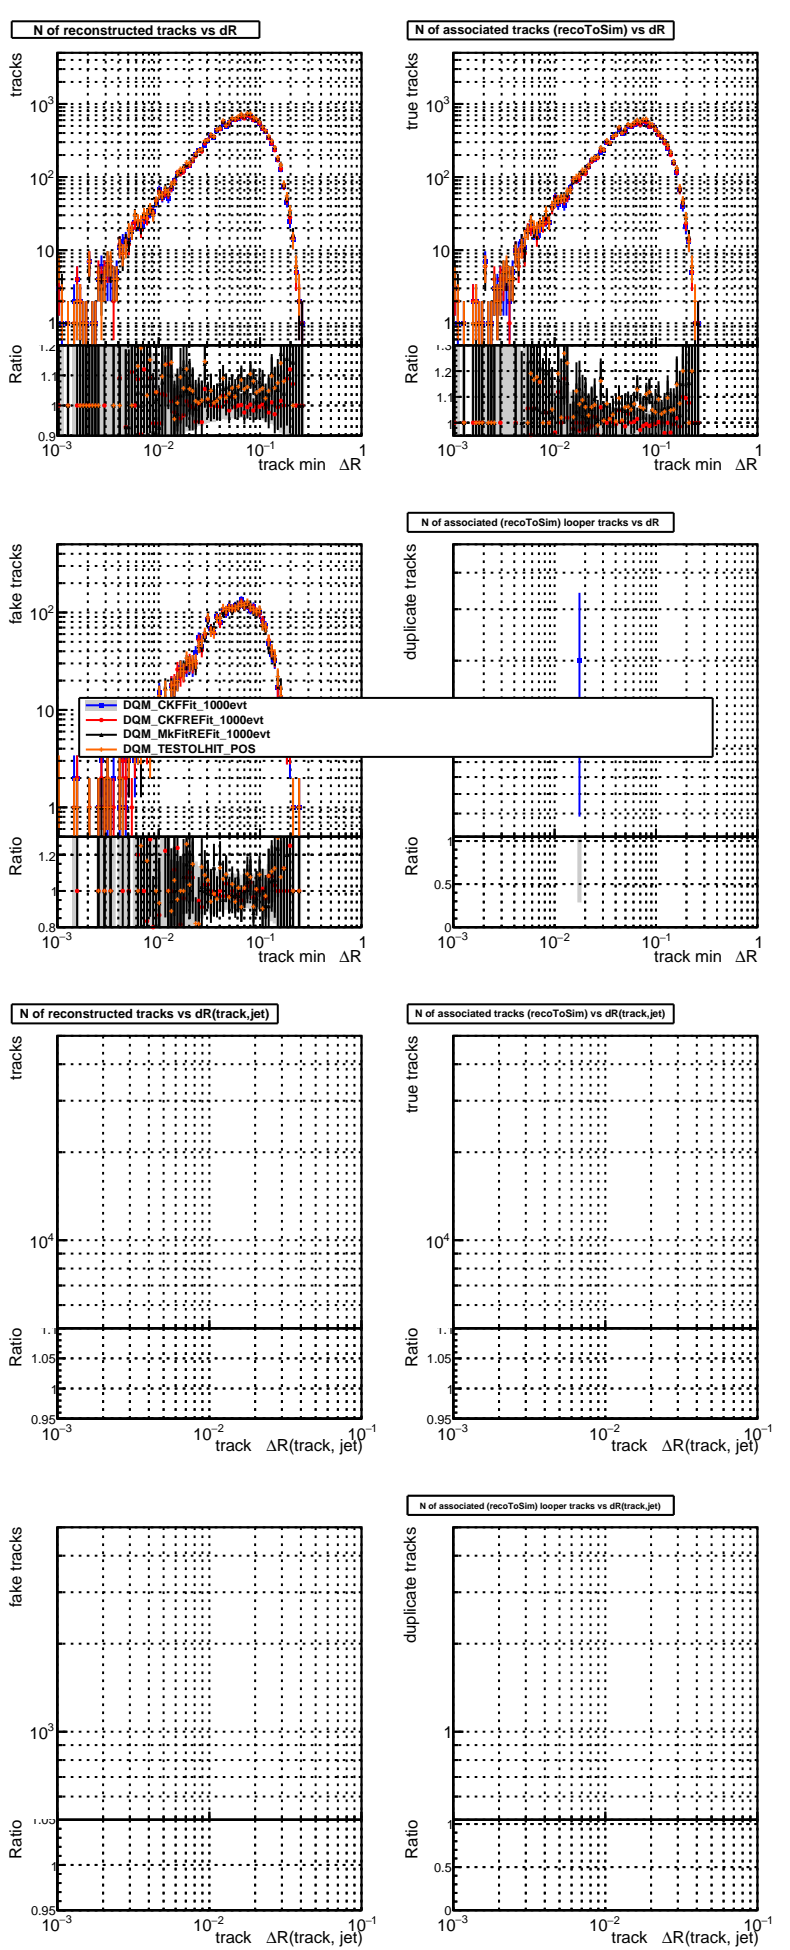 N of reconstructed tracks vs dR
tracks
10³
10²
10
1
Ratio
1.2
1.1
1
0.9
10⁻³ 10⁻² 10⁻¹ 1
track min ΔR
N of associated tracks (recoToSim) vs dR
true tracks
10³
10²
10
1
Ratio
1.3
1.2
1.1
1
10⁻³ 10⁻² 10⁻¹ 1
track min ΔR
fake tracks
10²
10
1
Ratio
1.2
1
0.8
10⁻³ 10⁻² 10⁻¹ 1
track min ΔR
N of associated (recoToSim) looper tracks vs dR
duplicate tracks
Ratio
1
0.5
0
10⁻³ 10⁻² 10⁻¹ 1
track min ΔR
DQM_CKFFit_1000evt
DQM_CKFREFit_1000evt
DQM_MkFitREFit_1000evt
DQM_TESTOLHIT_POS
N of reconstructed tracks vs dR(track,jet)
tracks
10⁴
Ratio
1.1
1.05
1
0.95
10⁻³ 10⁻² 10⁻¹
track ΔR(track, jet)
N of associated tracks (recoToSim) vs dR(track,jet)
true tracks
10⁴
Ratio
1.1
1.05
1
0.95
10⁻³ 10⁻² 10⁻¹
track ΔR(track, jet)
fake tracks
10³
Ratio
1.05
1
0.95
10⁻³ 10⁻² 10⁻¹
track ΔR(track, jet)
N of associated (recoToSim) looper tracks vs dR(track,jet)
duplicate tracks
1
Ratio
1
0.5
0
10⁻³ 10⁻² 10⁻¹
track ΔR(track, jet)